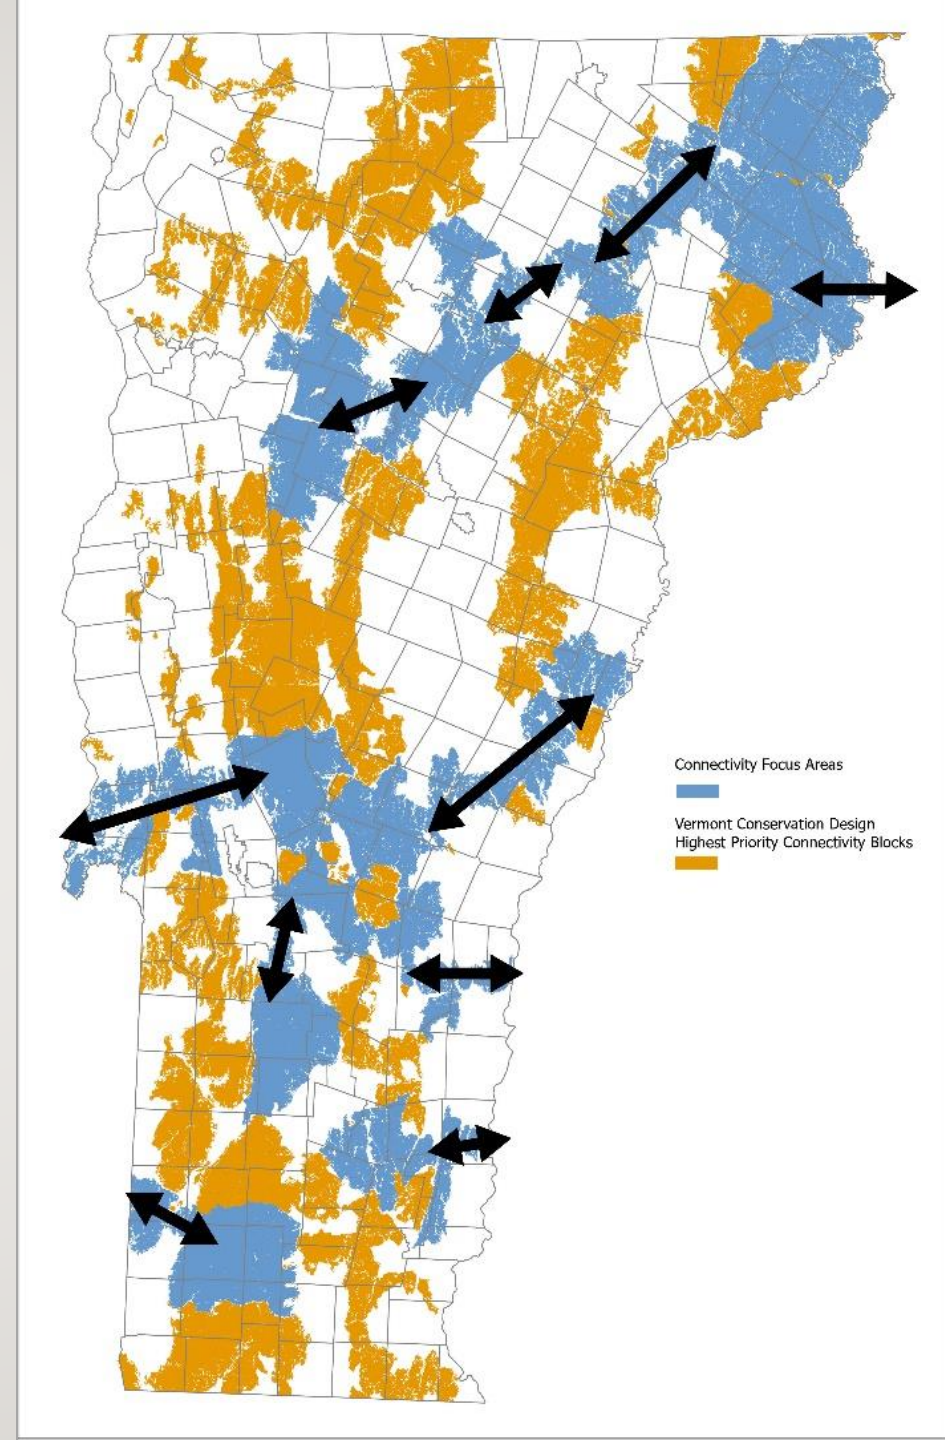 Connectivity Focus Areas
Vermont Conservation Design
Highest Priority Connectivity Blocks